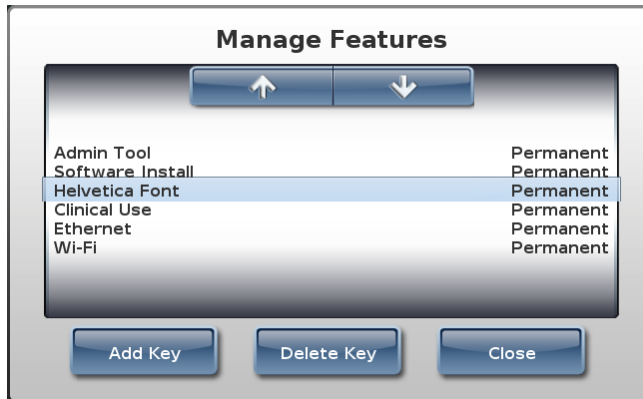 Manage Features
Admin Tool Permanent
Software Install Permanent
Helvetica Font Permanent
Clinical Use Permanent
Ethernet Permanent
Wi-Fi Permanent
Add Key Delete Key Close